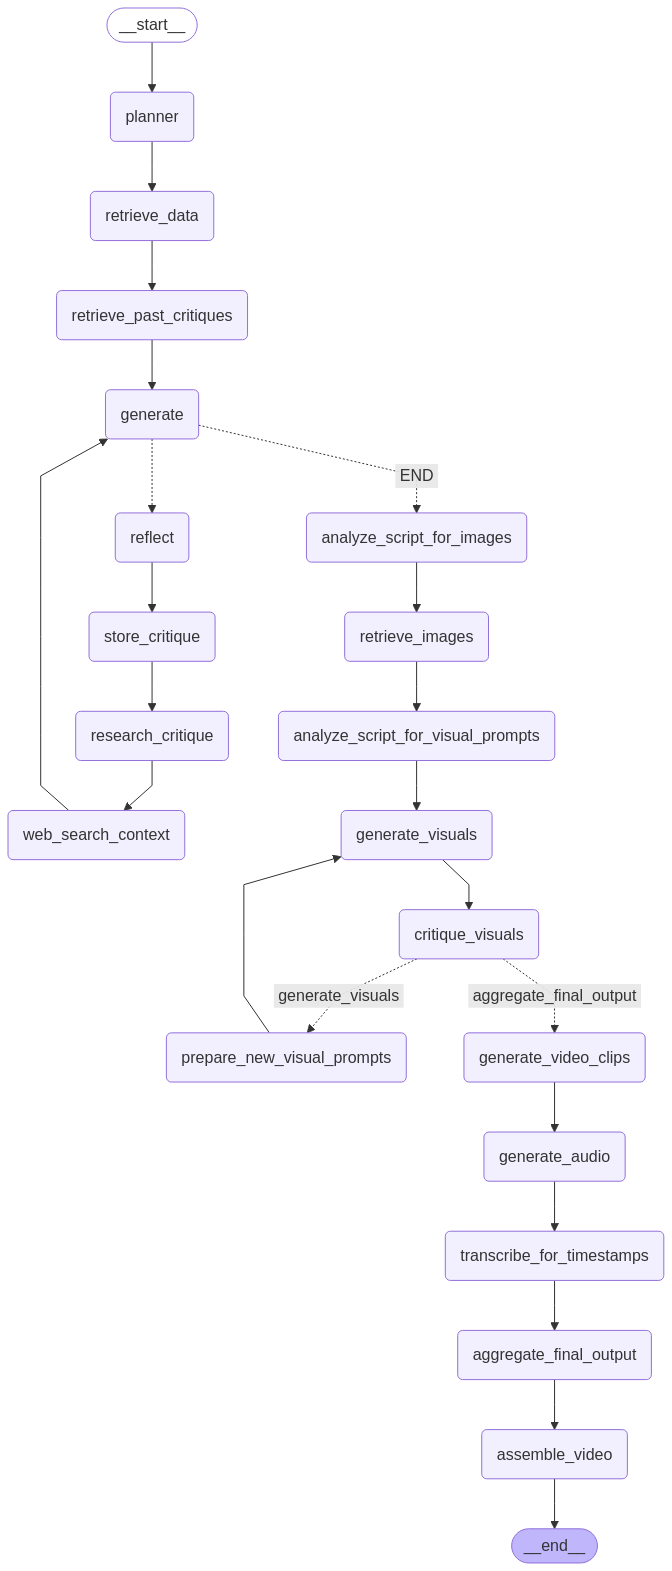 __start__
planner
retrieve_data
retrieve_past_critiques
generate
END
reflect
analyze_script_for_images
store_critique
retrieve_images
research_critique
analyze_script_for_visual_prompts
web_search_context
generate_visuals
critique_visuals
generate_visuals
aggregate_final_output
prepare_new_visual_prompts
generate_video_clips
generate_audio
transcribe_for_timestamps
aggregate_final_output
assemble_video
__end__